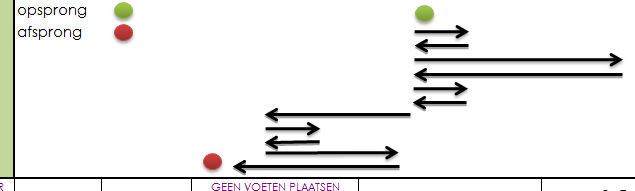 opsprong
afsprong
R
GEEN VOETEN PLAATSEN